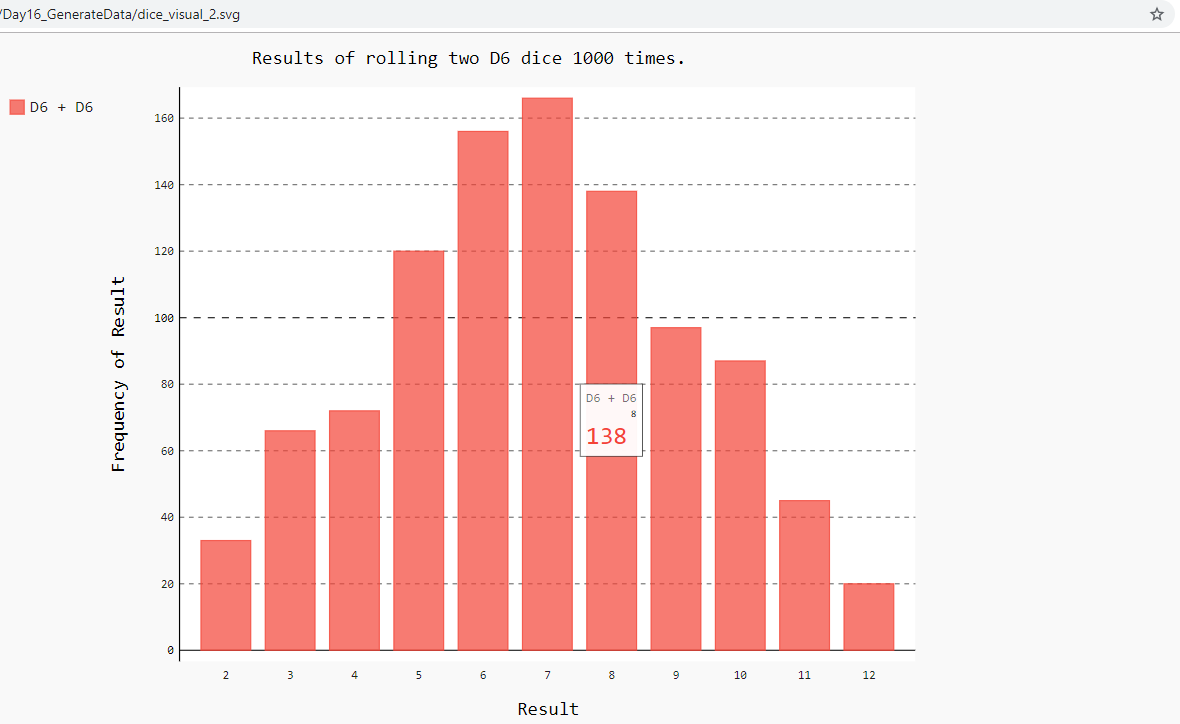 /Day16_GenerateData/dice_visual_2.svg
Results of rolling two D6 dice 1000 times.
D6 + D6
160
140
120
100
80
60
40
20
0
Frequency of Result
D6 + D6
8
138
2 3 4 5 6 7 8 9 10 11 12
Result